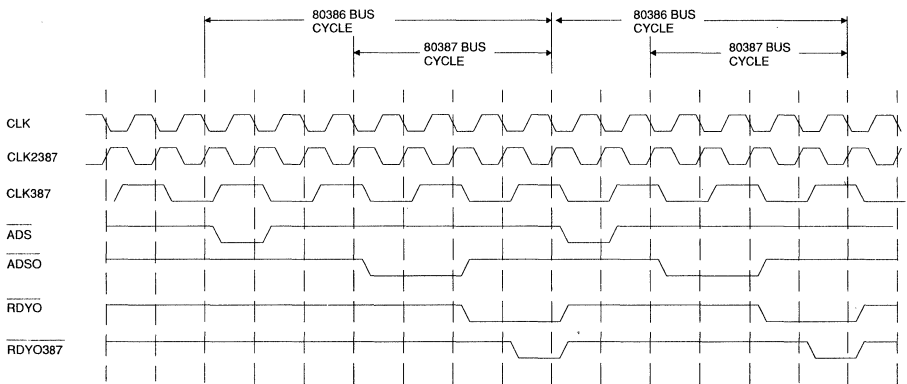 80386 BUS
CYCLE
80386 BUS
CYCLE
80387 BUS
CYCLE
80387 BUS
CYCLE
CLK
CLK2387
CLK387
ADS
ADSO
RDYO
RDYO387